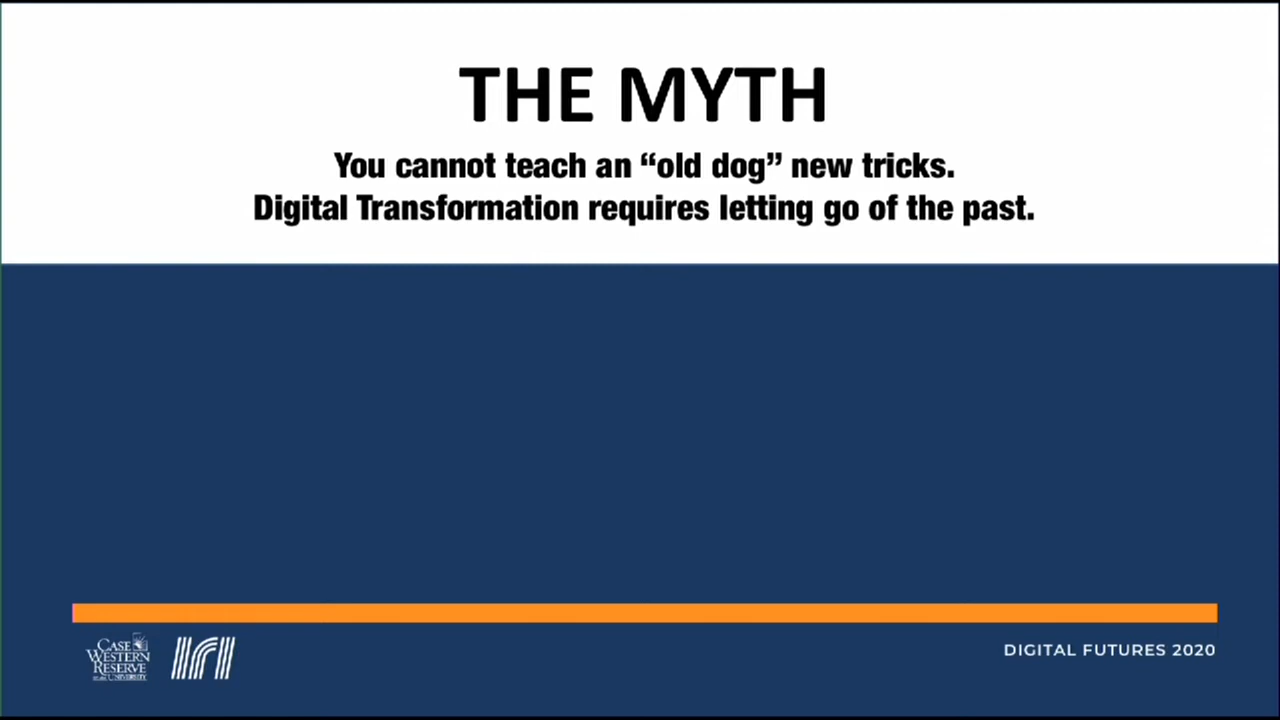 THE MYTH
You cannot teach an “old dog” new tricks.
Digital Transformation requires letting go of the past.
CASE
WESTERN
RESERVE
UNIVERSITY
iri
DIGITAL FUTURES 2020